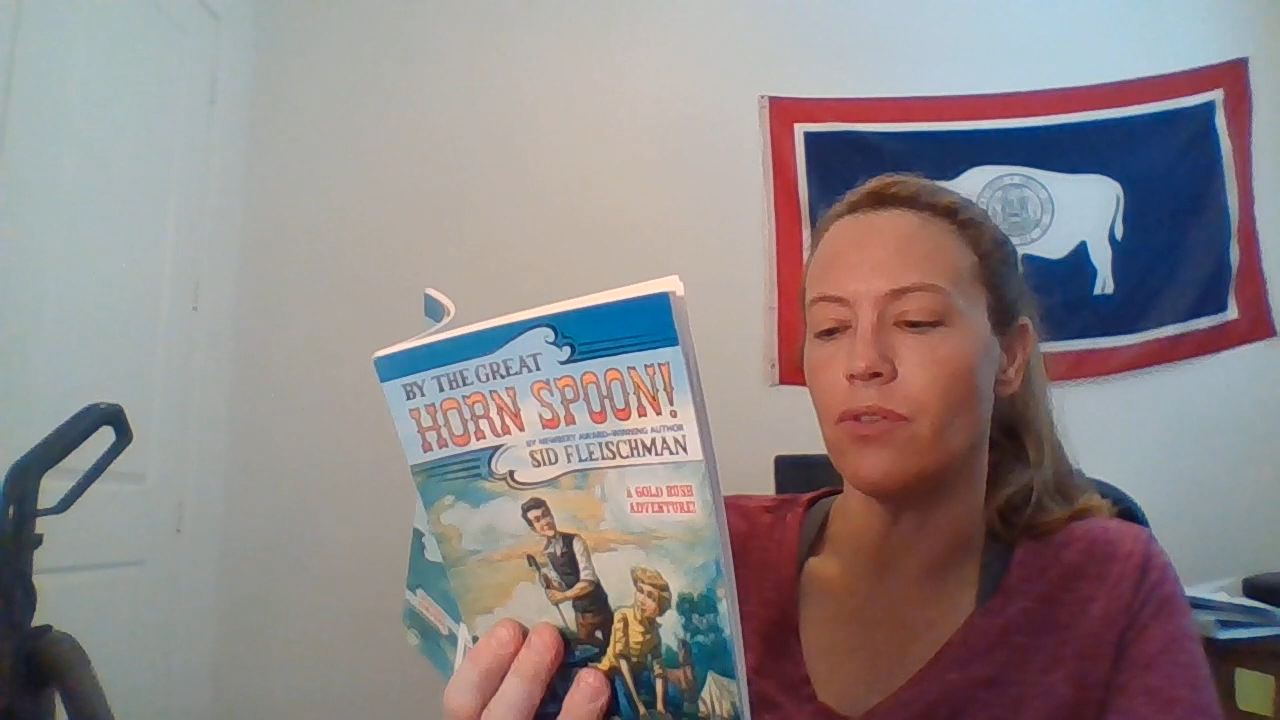 BY THE GREAT
HORN SPOON!
BY NEWBERY AWARD-WINNING AUTHOR
SID FLEISCHMAN
A GOLD RUSH
ADVENTURE!